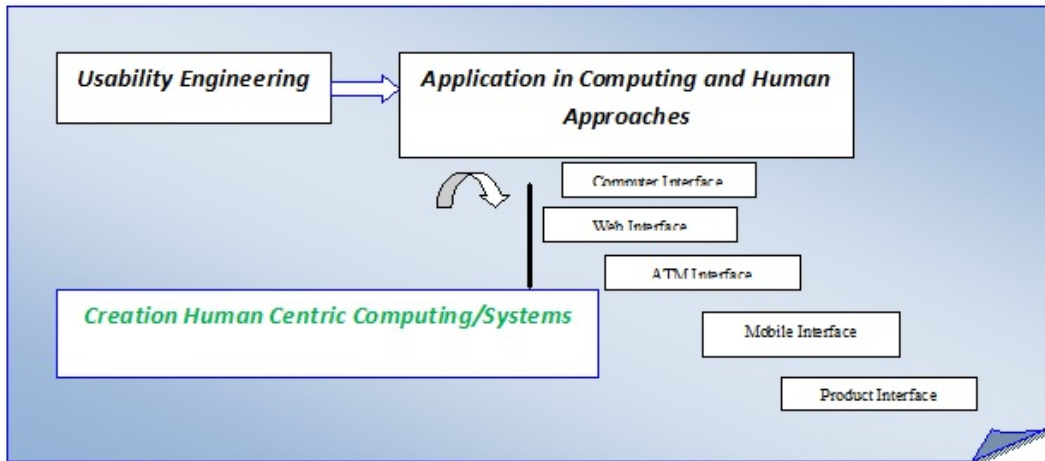 Usability Engineering
Application in Computing and Human
Approaches
Computer Interface
Web Interface
ATM Interface
Creation Human Centric Computing/Systems
Mobile Interface
Product Interface